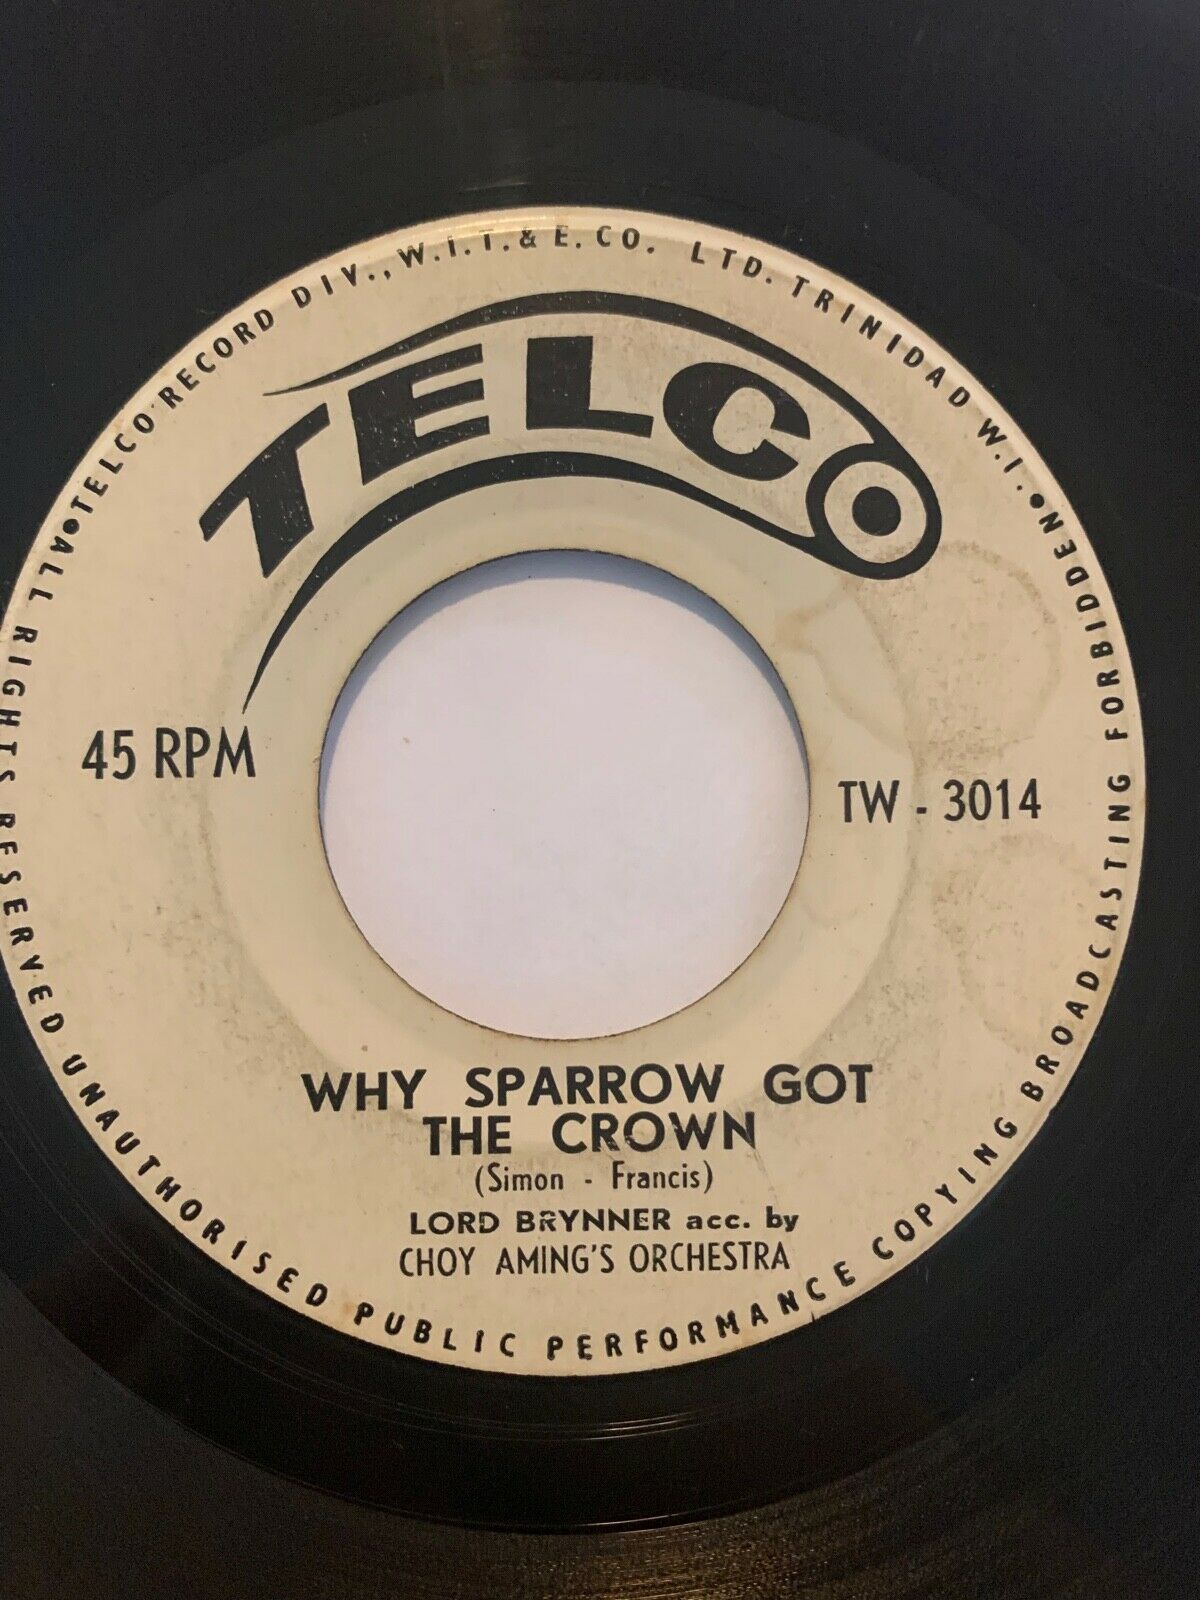 TELCO RECORD DIV., W.I.T. & E. CO. LTD. TRINIDAD W.I. • ALL RIGHTS RESERVED UNAUTHORISED PUBLIC PERFORMANCE COPYING BROADCASTING FORBIDDEN •
TELCO
45 RPM
TW - 3014
WHY SPARROW GOT
THE CROWN
(Simon - Francis)
LORD BRYNNER acc. by
CHOY AMING'S ORCHESTRA